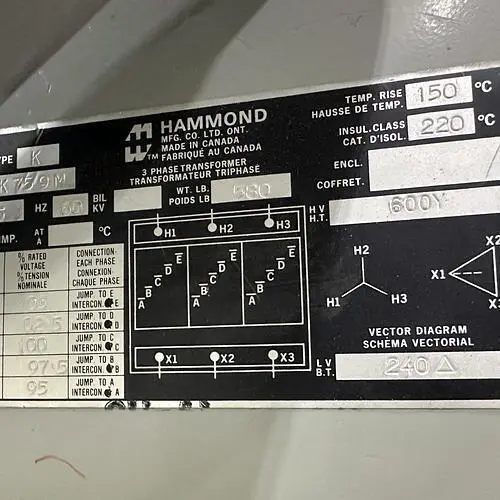 HAMMOND
MFG. CO. LTD. ONT.
MADE IN CANADA
™ FABRIQUÉ AU CANADA
3 PHASE TRANSFORMER
TRANSFORMATEUR TRIPHASÉ
TEMP. RISE 150 °C
HAUSSE DE TEMP.
INSUL.CLASS 220 °C
CAT. D'ISOL.
ENCL.
COFFRET.
YPE K
K 75/9M
HZ 60 BIL
KV
WT. LB. 580
POIDS LB
AT °C
A
H V 600Y
H.T.
% RATED VOLTAGE
% TENSION NOMINALE
CONNECTION-EACH PHASE
CONNEXION-CHAQUE PHASE
JUMP. TO E
INTERCON. À E
JUMP. TO D
INTERCON. À D
100 JUMP. TO C
INTERCON. À C
97.5 JUMP. TO B
INTERCON. À B
95 JUMP. TO A
INTERCON. À A
H1 H2 H3
A B C D E A B C D E A B C D E
X1 X2 X3
H2
H1 H3
X2
X1
X3
VECTOR DIAGRAM
SCHÉMA VECTORIAL
L V 240 △
B.T.